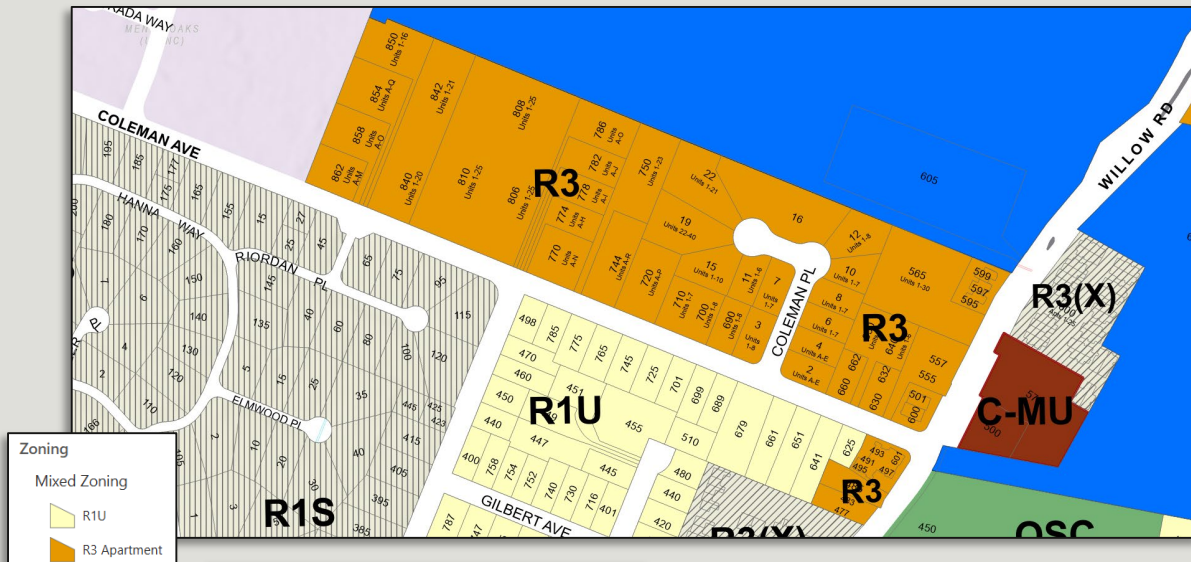 COLEMAN AVE
HANNA WAY
RIORDAN PL
ELMWOOD PL
GILBERT AVE
COLEMAN PL
WILLOW RD
R3
R3
R3
R3(X)
C-MU
R1U
R1S
OSC
850
Units 1-16
854
Units A-Q
858
Units A-O
862
Units A-M
842
Units 1-21
840
Units 1-20
808
Units 1-25
810
Units 1-25
806
Units 1-25
786
Units A-O
782
Units A-J
778
Units A-I
774
Units A-H
770
Units A-N
750
Units 1-23
744
Units A-R
720
Units A-P
22
Units 1-21
19
Units 22-40
15
Units 1-10
710
Units 1-7
700
Units 1-8
690
Units 1-8
11
Units 1-6
7
Units 1-7
3
Units 1-8
16
12
Units 1-8
10
Units 1-7
8
Units 1-7
6
Units 1-7
4
Units A-E
2
Units A-E
565
Units 1-30
599
597
595
557
555
501
600
662
660
632
630
605
195
185
177
175
165
155
15
27
25
45
65
75
95
115
180
170
160
150
140
130
120
110
145
135
40
60
80
100
120
5
15
25
35
445
425
423
415
405
395
385
40
30
20
10
2
3
1
6
4
2
498
785
775
765
745
725
701
699
689
679
661
651
641
625
470
460
450
440
400
451
455
447
445
510
480
440
420
758
754
752
740
730
716
401
787
493
491
495
497
601
477
450
Zoning
Mixed Zoning
R1U
R3 Apartment